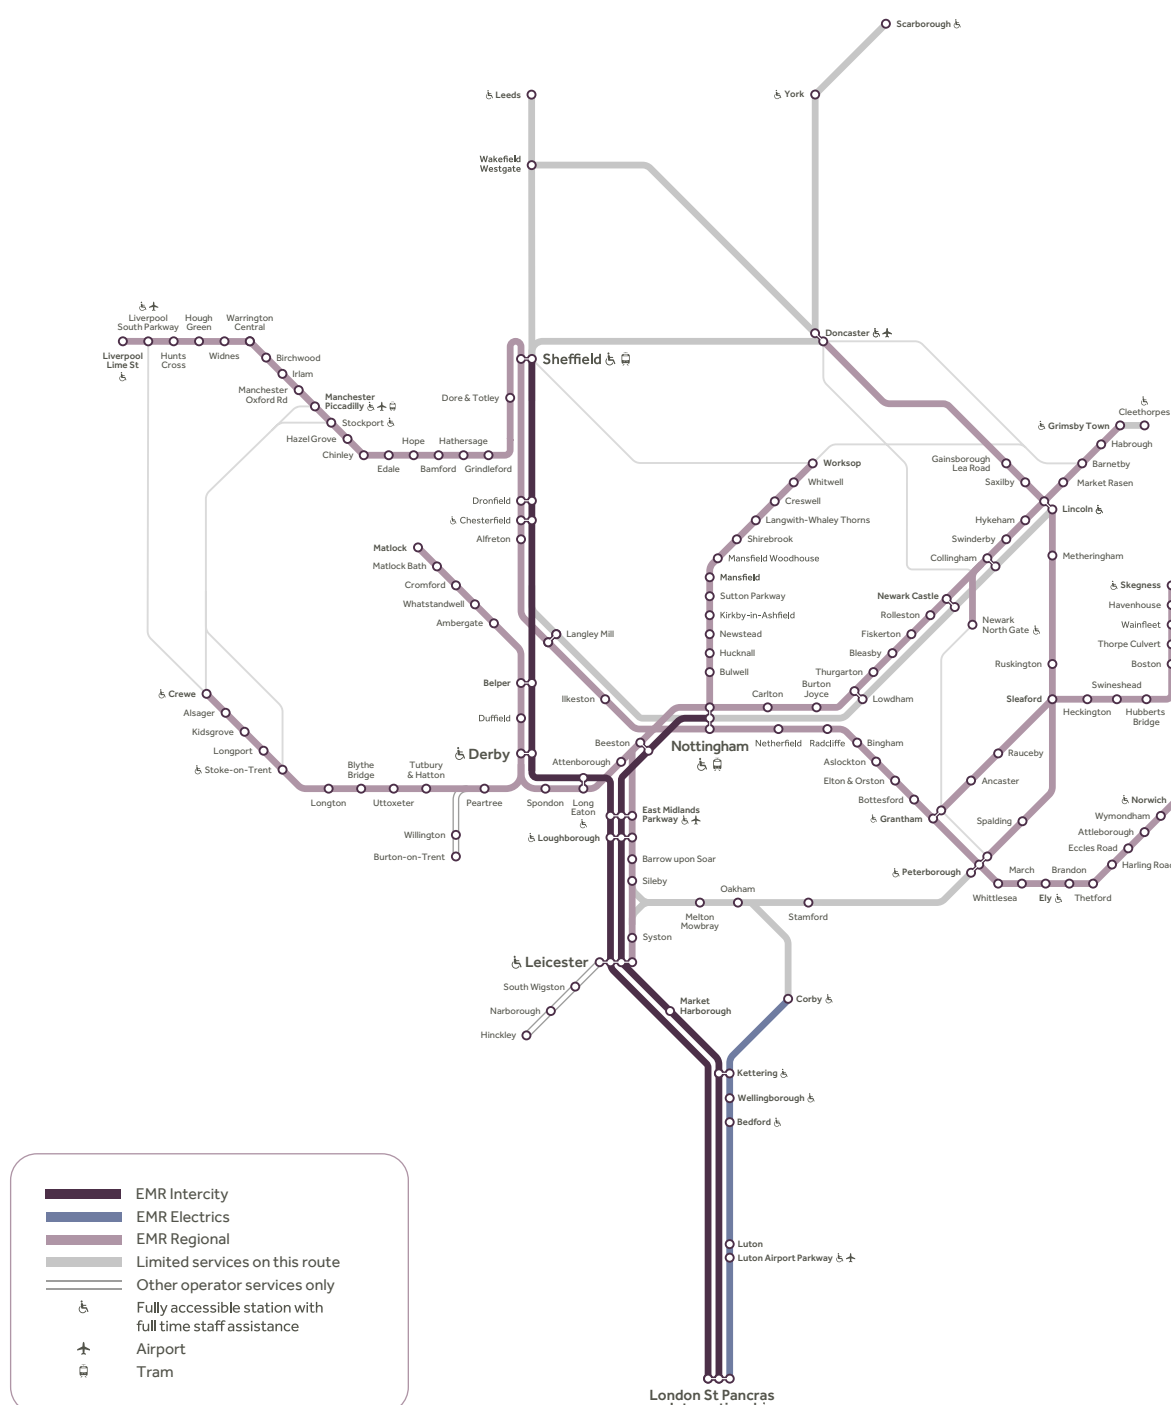 Scarborough
Leeds
York
Wakefield
Westgate
Doncaster
Liverpool
South Parkway
Hough
Green
Warrington
Central
Liverpool
Lime St
Hunts
Cross
Widnes
Birchwood
Irlam
Manchester
Oxford Rd
Manchester
Piccadilly
Stockport
Hazel Grove
Chinley
Edale
Hope
Bamford
Hathersage
Grindleford
Dore & Totley
Sheffield
Dronfield
Chesterfield
Alfreton
Matlock
Matlock Bath
Cromford
Whatstandwell
Ambergate
Langley Mill
Belper
Duffield
Ilkeston
Derby
Beeston
Attenborough
Spondon
Long
Eaton
Crewe
Alsager
Kidsgrove
Longport
Stoke-on-Trent
Longton
Blythe
Bridge
Uttoxeter
Tutbury
& Hatton
Peartree
Willington
Burton-on-Trent
Worksop
Whitwell
Creswell
Langwith-Whaley Thorns
Shirebrook
Mansfield Woodhouse
Mansfield
Sutton Parkway
Kirkby-in-Ashfield
Newstead
Hucknall
Bulwell
Nottingham
Carlton
Burton
Joyce
Lowdham
Thurgarton
Bleasby
Fiskerton
Rolleston
Newark Castle
Collingham
Swinderby
Hykeham
Lincoln
Saxilby
Gainsborough
Lea Road
Market Rasen
Barnetby
Habrough
Grimsby Town
Cleethorpes
Newark
North Gate
Metheringham
Ruskington
Sleaford
Heckington
Swineshead
Hubberts
Bridge
Boston
Thorpe Culvert
Wainfleet
Havenhouse
Skegness
Rauceby
Ancaster
Spalding
Netherfield
Radcliffe
Bingham
Aslockton
Elton & Orston
Bottesford
Grantham
Peterborough
Whittlesea
March
Ely
Brandon
Thetford
Harling Road
Eccles Road
Attleborough
Wymondham
Norwich
East Midlands
Parkway
Loughborough
Barrow upon Soar
Sileby
Syston
Melton
Mowbray
Oakham
Stamford
Leicester
South Wigston
Narborough
Hinckley
Market
Harborough
Corby
Kettering
Wellingborough
Bedford
Luton
Luton Airport Parkway
London St Pancras
EMR Intercity
EMR Electrics
EMR Regional
Limited services on this route
Other operator services only
Fully accessible station with
full time staff assistance
Airport
Tram